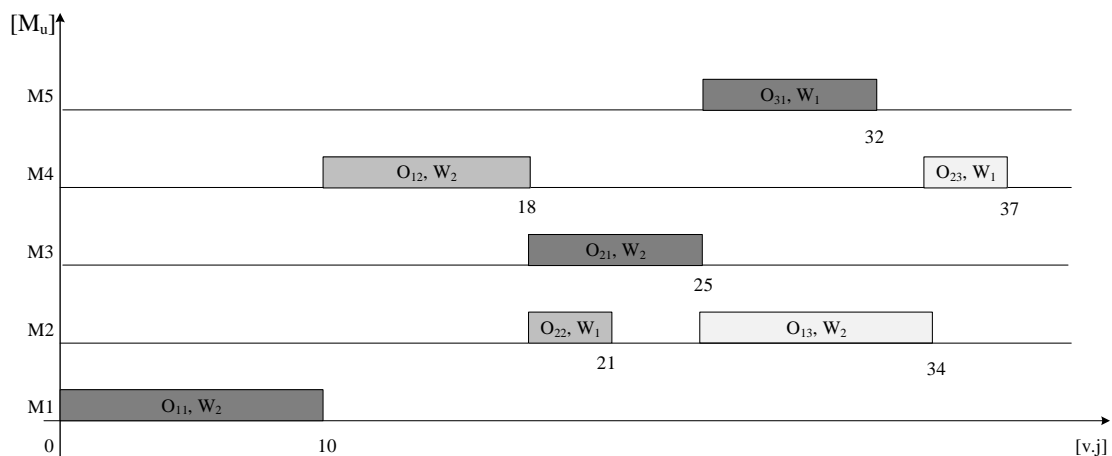 [Mᵤ]
M5
O₃₁, W₁
32
M4
O₁₂, W₂
O₂₃, W₁
18
37
M3
O₂₁, W₂
25
M2
O₂₂, W₁
O₁₃, W₂
21
34
M1
O₁₁, W₂
0
10
[v.j]